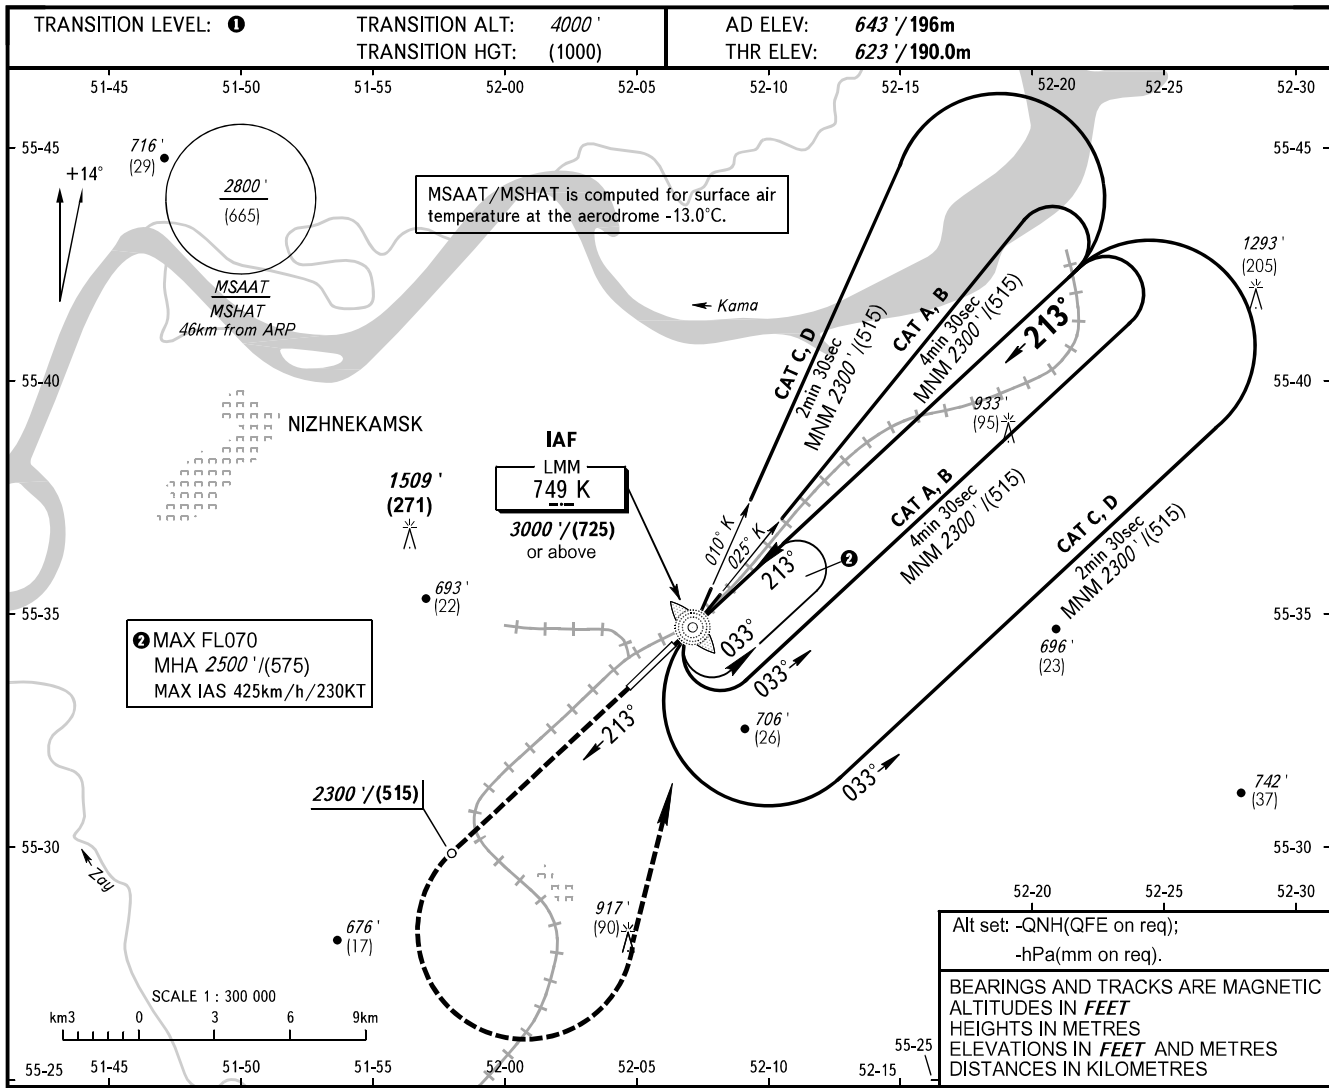 TRANSITION LEVEL: ❶
TRANSITION ALT: 4000 '
TRANSITION HGT: (1000)
AD ELEV: 643 '/196m
THR ELEV: 623 '/190.0m
51-45 51-50 51-55 52-00 52-05 52-10 52-15 52-20 52-25 52-30
55-45 55-45
716 '
(29)
+14°
2800 '
(665)
MSAAT
MSHAT
46km from ARP
MSAAT/MSHAT is computed for surface air
temperature at the aerodrome -13.0°C.
1293 '
(205)
Kama
CAT C, D
2min 30sec
MNM 2300 '/(515)
CAT A, B
4min 30sec
MNM 2300 '/(515)
213°
55-40 55-40
933 '
(95)
NIZHNEKAMSK
IAF
LMM
749 K
3000 '/(725)
or above
1509 '
(271)
010° K
025° K
213°
❷
CAT A, B
4min 30sec
MNM 2300 '/(515)
CAT C, D
2min 30sec
MNM 2300 '/(515)
693 '
(22)
55-35 55-35
❷ MAX FL070
MHA 2500 '/(575)
MAX IAS 425km/h/230KT
033°
033°
696 '
(23)
706 '
(26)
213°
033°
742 '
(37)
2300 '/(515)
55-30 55-30
Zay
917 '
(90)
676 '
(17)
52-20 52-25 52-30
Alt set: -QNH(QFE on req);
-hPa(mm on req).
BEARINGS AND TRACKS ARE MAGNETIC
ALTITUDES IN FEET
HEIGHTS IN METRES
ELEVATIONS IN FEET AND METRES
DISTANCES IN KILOMETRES
SCALE 1 : 300 000
km3 0 3 6 9km
55-25
55-25 51-45 51-50 51-55 52-00 52-05 52-10 52-15